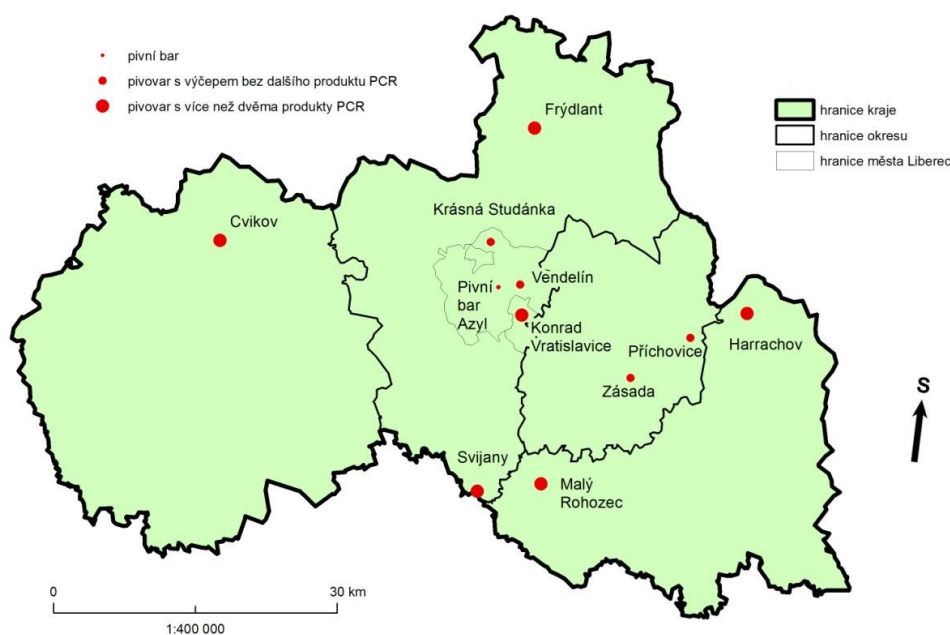 pivní bar
pivovar s výčepem bez dalšího produktu PCR
pivovar s více než dvěma produkty PCR
hranice kraje
hranice okresu
hranice města Liberec
Frýdlant
Krásná Studánka
Cvikov
Vendelín
Pivní
bar
Azyl
Konrad
Vratislavice
Příchovice
Harrachov
Zásada
S
Svijany
Malý
Rohozec
0
30 km
1:400 000